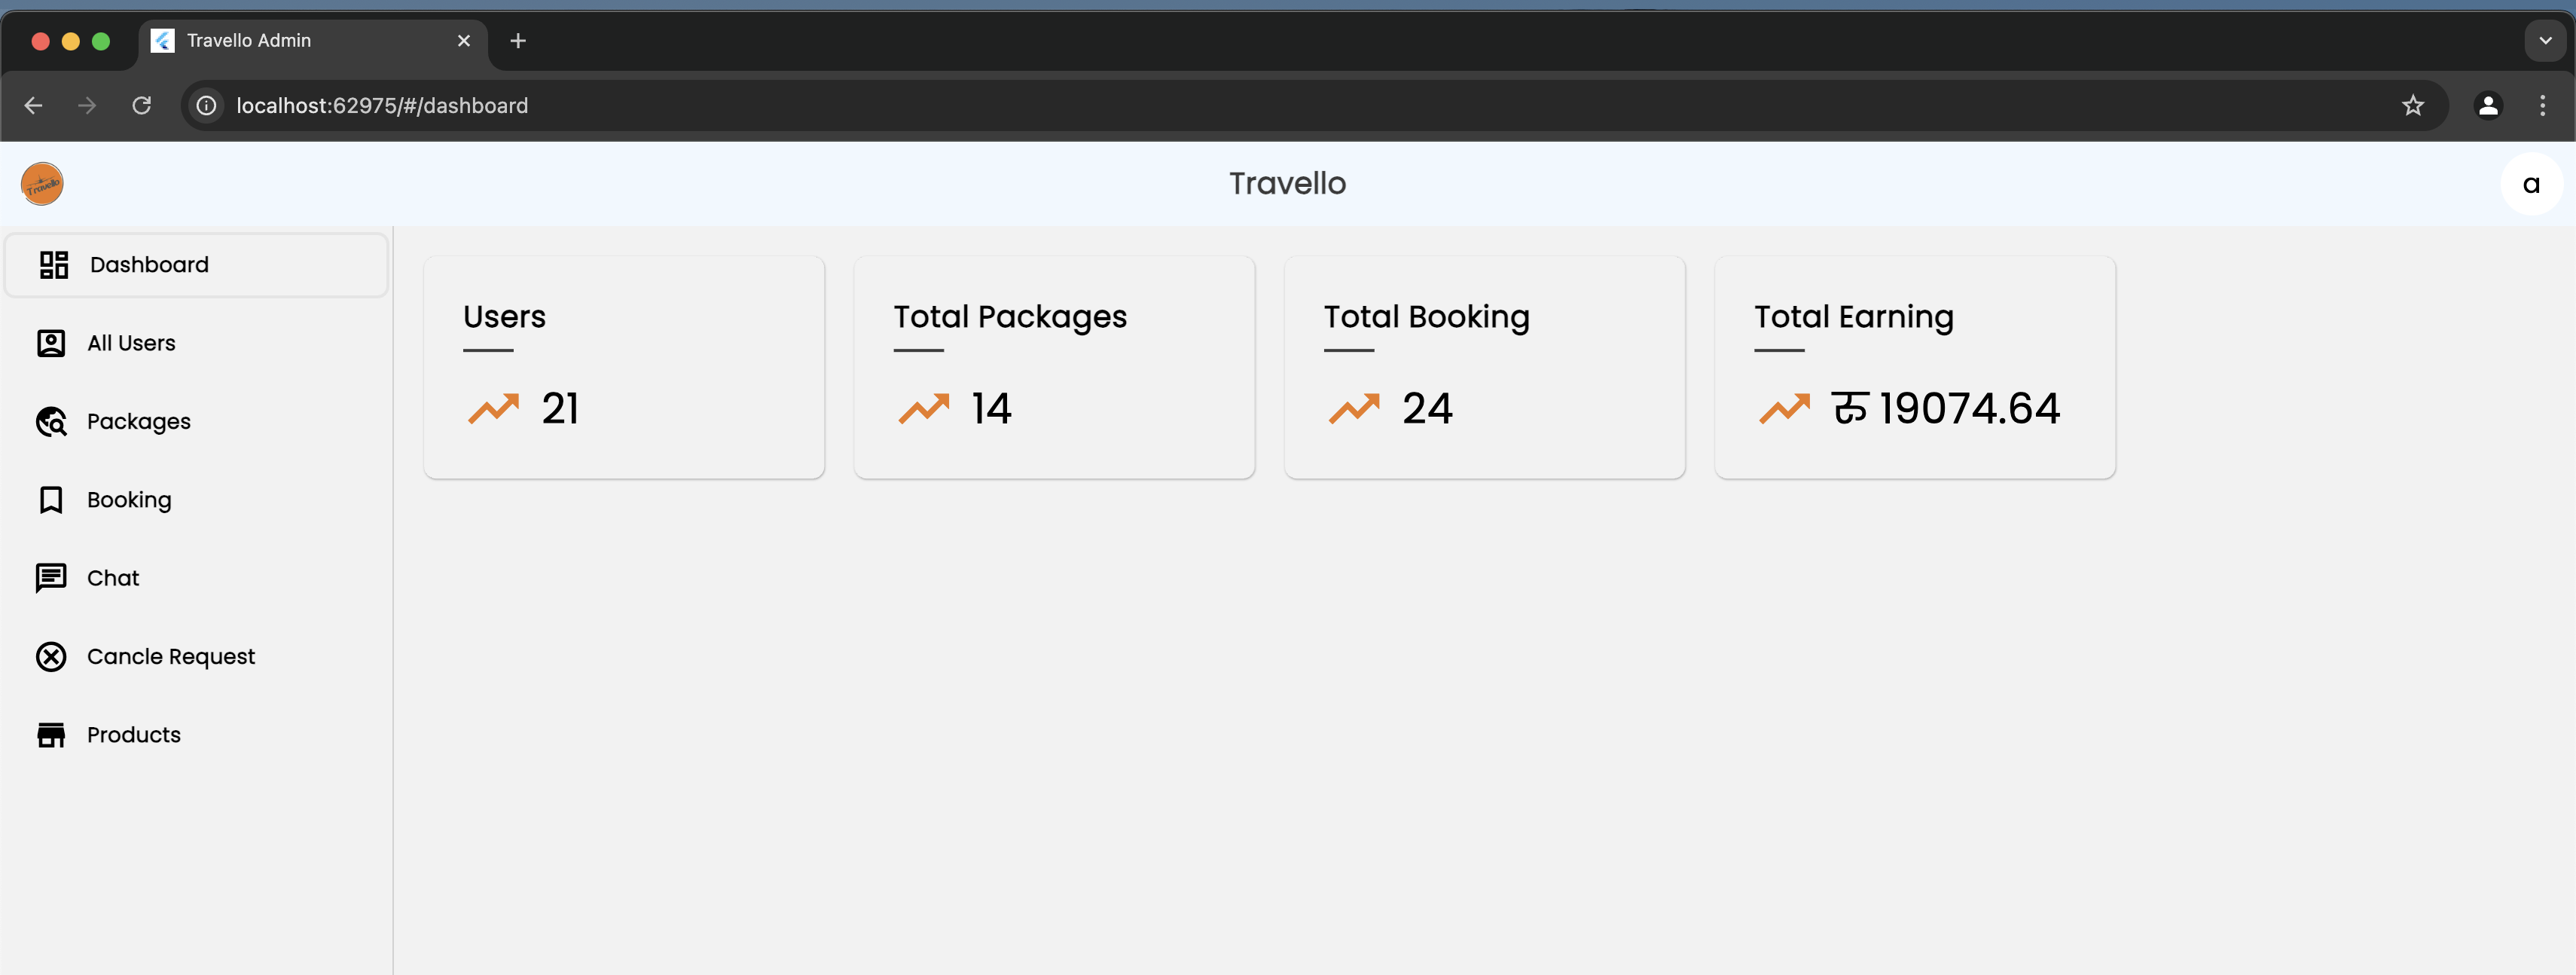 Travello Admin
localhost:62975/#/dashboard
Travello
Travello
a
Dashboard
All Users
Packages
Booking
Chat
Cancle Request
Products
Users
21
Total Packages
14
Total Booking
24
Total Earning
रु 19074.64